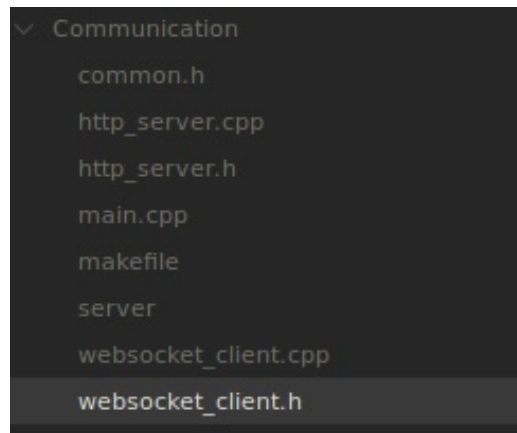 Communication
common.h
http_server.cpp
http_server.h
main.cpp
makefile
server
websocket_client.cpp
websocket_client.h